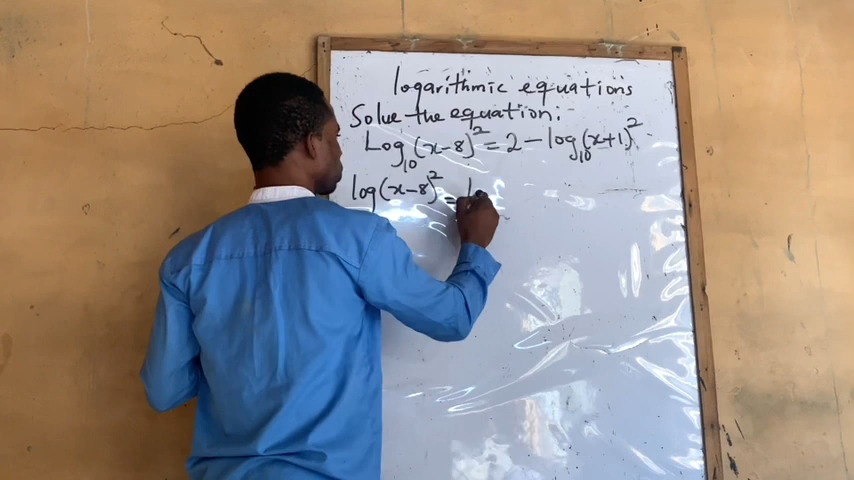 logarithmic equations
Solve the equation:
Log₁₀(x-8)² = 2 - log₁₀(x+1)²
log(x-8)² = l